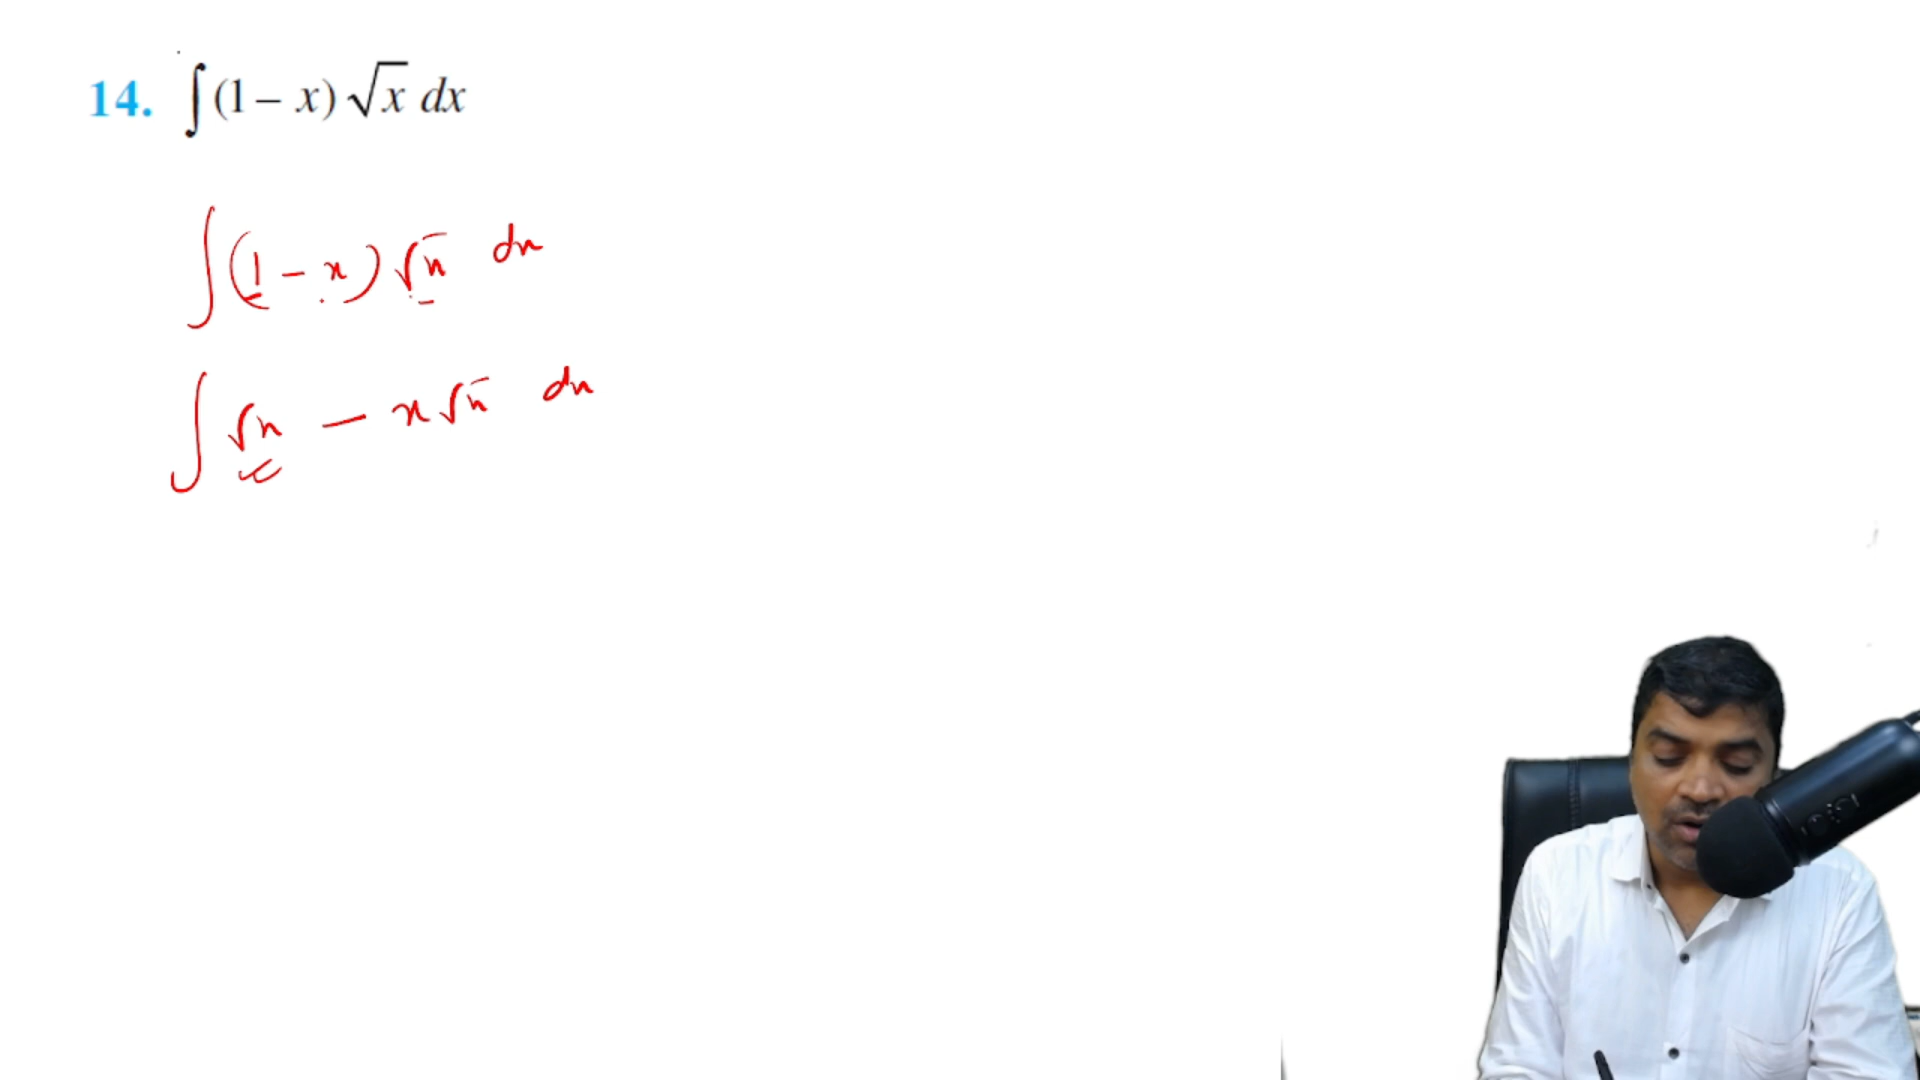 14. ∫(1 – x) √x dx
∫(1 - x) √x dx
∫ √x - x√x dx